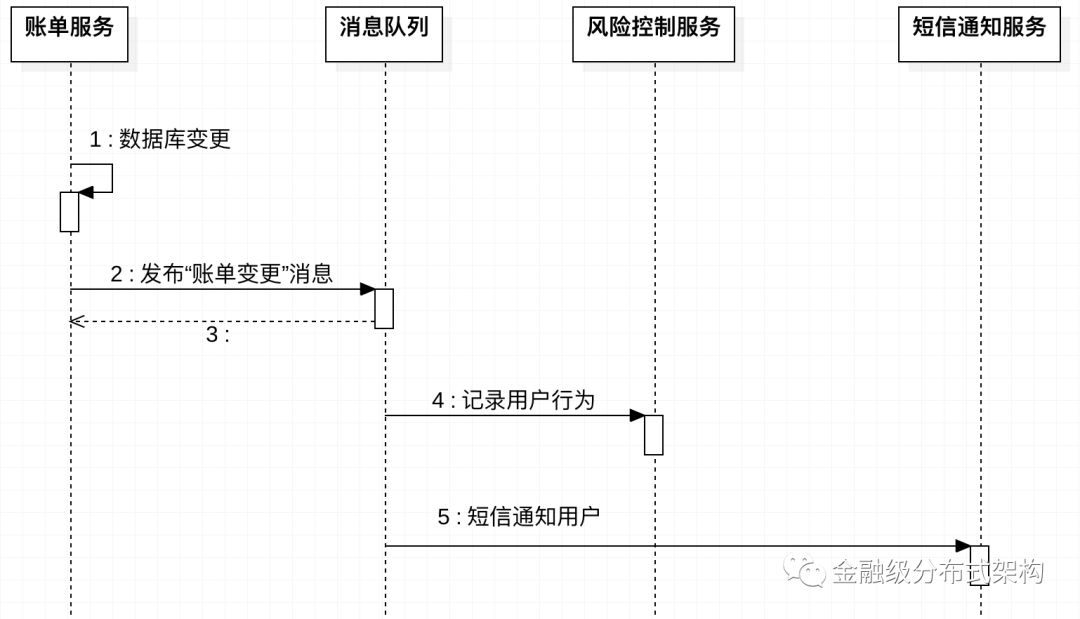 账单服务
消息队列
风险控制服务
短信通知服务
1 : 数据库变更
2 : 发布“账单变更”消息
3 :
4 : 记录用户行为
5 : 短信通知用户
金融级分布式架构